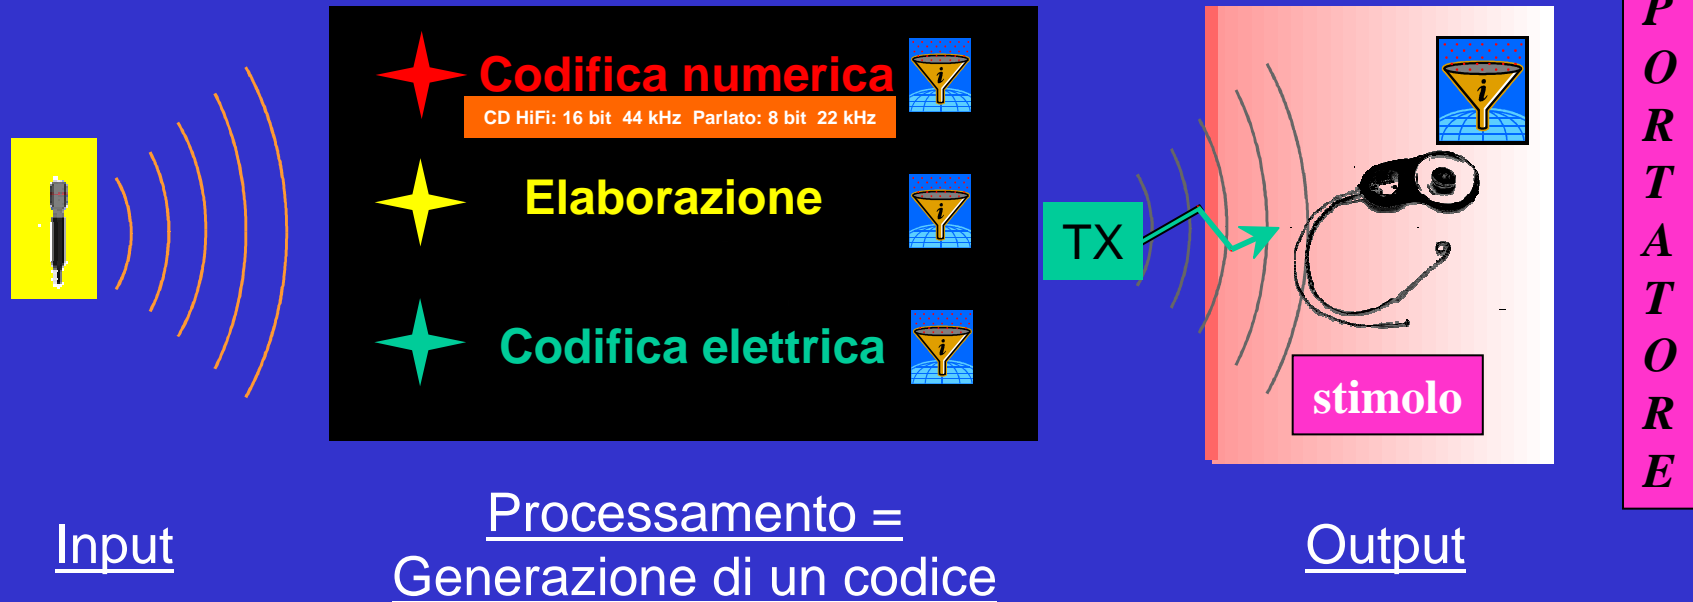 Codifica numerica
CD HiFi: 16 bit 44 kHz Parlato: 8 bit 22 kHz
Elaborazione
Codifica elettrica
TX
stimolo
PORTATORE
Input
Processamento =
Generazione di un codice
Output
i
i
i
i